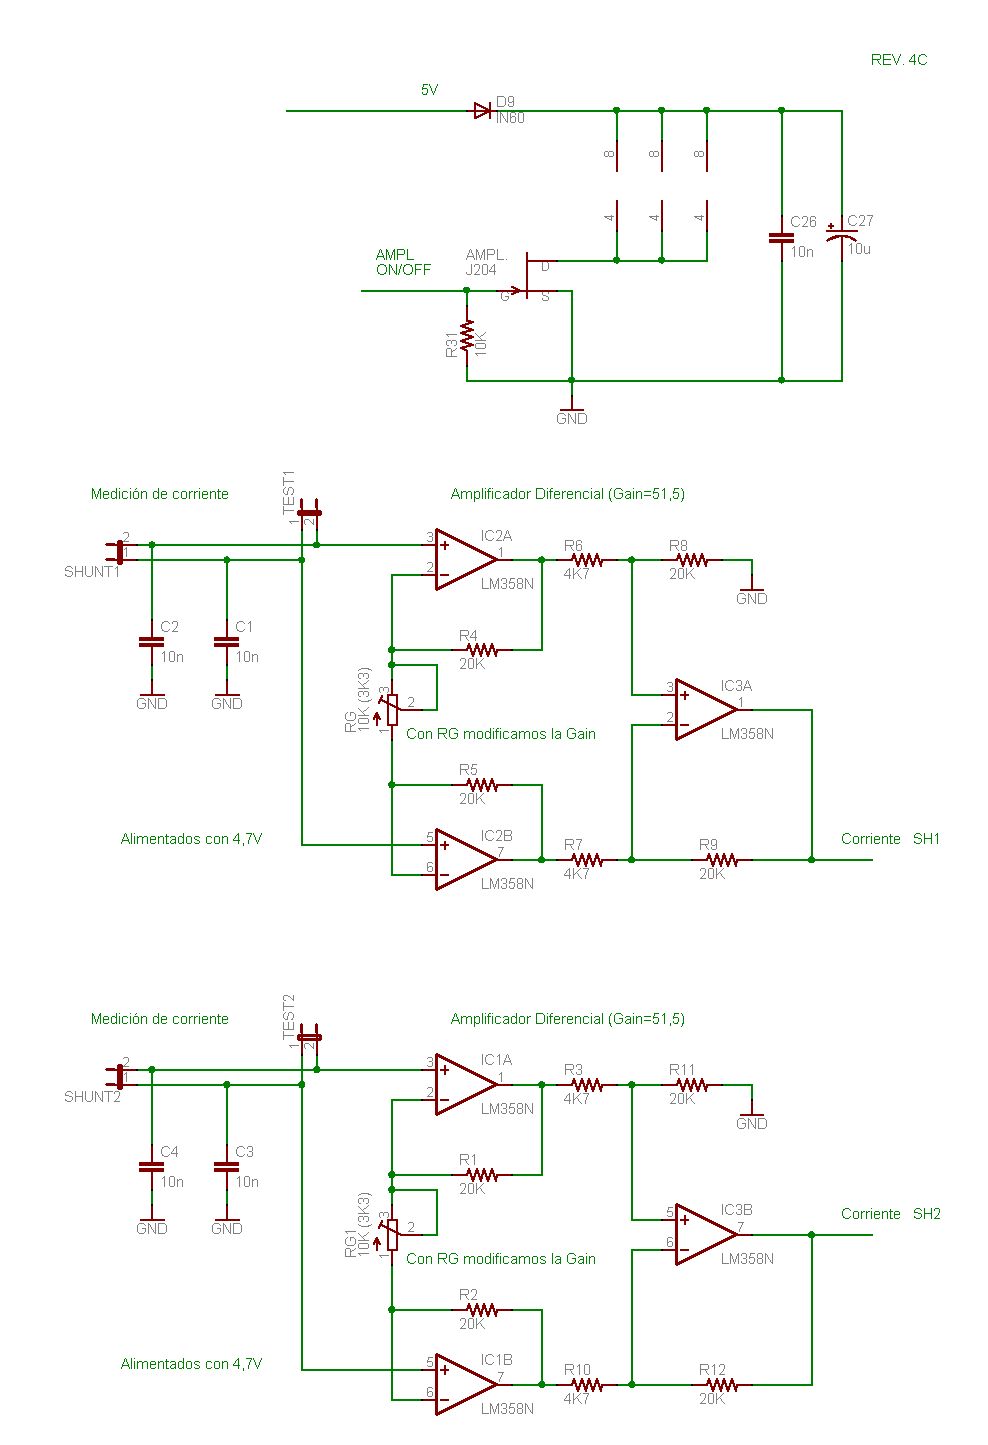 REV. 4C
5V
D9
IN60
8
8
8
4
4
4
C26
10n
C27
10u
AMPL
ON/OFF
AMPL.
J204
D
G
S
R31
10K
GND
Medición de corriente
TEST1
1
2
Amplificador Diferencial (Gain=51,5)
SHUNT1
2
1
C2
10n
C1
10n
GND
GND
3
2
1
IC2A
LM358N
R6
4K7
R8
20K
GND
R4
20K
RG
10K (3K3)
3
2
1
Con RG modificamos la Gain
3
2
1
IC3A
LM358N
R5
20K
Alimentados con 4,7V
5
6
7
IC2B
LM358N
R7
4K7
R9
20K
Corriente SH1
Medición de corriente
TEST2
1
2
Amplificador Diferencial (Gain=51,5)
SHUNT2
2
1
C4
10n
C3
10n
GND
GND
3
2
1
IC1A
LM358N
R3
4K7
R11
20K
GND
R1
20K
RG1
10K (3K3)
3
2
1
Con RG modificamos la Gain
5
6
7
IC3B
LM358N
Corriente SH2
R2
20K
Alimentados con 4,7V
5
6
7
IC1B
LM358N
R10
4K7
R12
20K